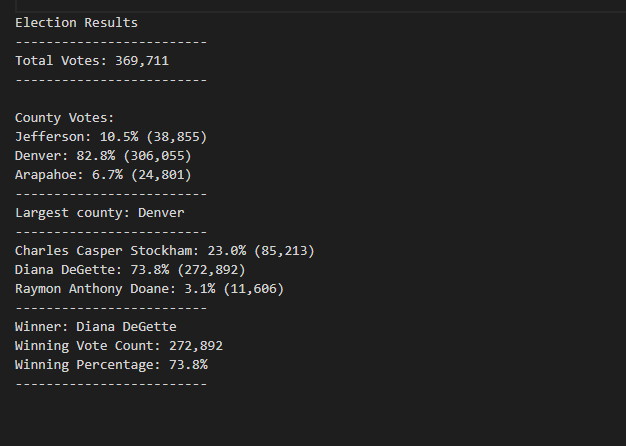 Election Results
-------------------------
Total Votes: 369,711
-------------------------

County Votes:
Jefferson: 10.5% (38,855)
Denver: 82.8% (306,055)
Arapahoe: 6.7% (24,801)
-------------------------
Largest county: Denver
-------------------------
Charles Casper Stockham: 23.0% (85,213)
Diana DeGette: 73.8% (272,892)
Raymon Anthony Doane: 3.1% (11,606)
-------------------------
Winner: Diana DeGette
Winning Vote Count: 272,892
Winning Percentage: 73.8%
-------------------------